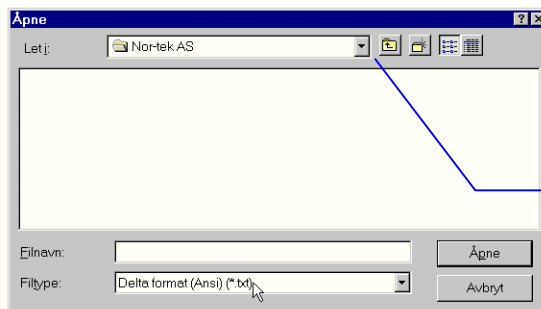 Åpne
Let i: Nor-tek AS
Filnavn: Åpne
Filtype: Delta format (Ansi) (*.txt) Avbryt